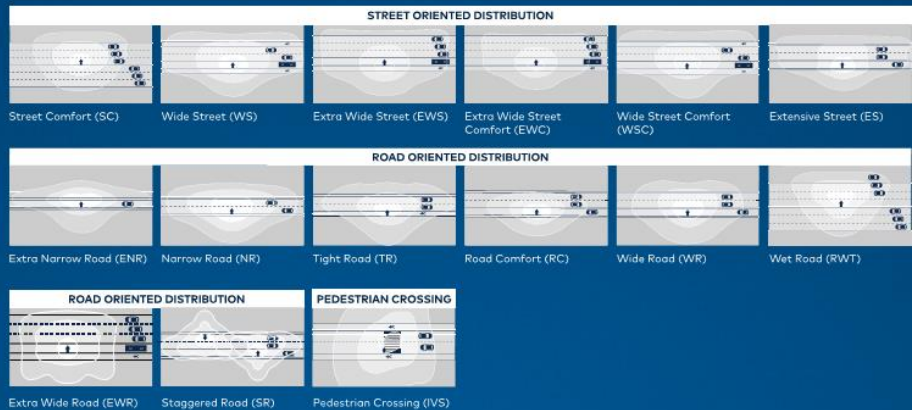 STREET ORIENTED DISTRIBUTION
Street Comfort (SC)
Wide Street (WS)
Extra Wide Street (EWS)
Extra Wide Street
Comfort (EWC)
Wide Street Comfort
(WSC)
Extensive Street (ES)
ROAD ORIENTED DISTRIBUTION
Extra Narrow Road (ENR)
Narrow Road (NR)
Tight Road (TR)
Road Comfort (RC)
Wide Road (WR)
Wet Road (RWT)
ROAD ORIENTED DISTRIBUTION
PEDESTRIAN CROSSING
Extra Wide Road (EWR)
Staggered Road (SR)
Pedestrian Crossing (IVS)